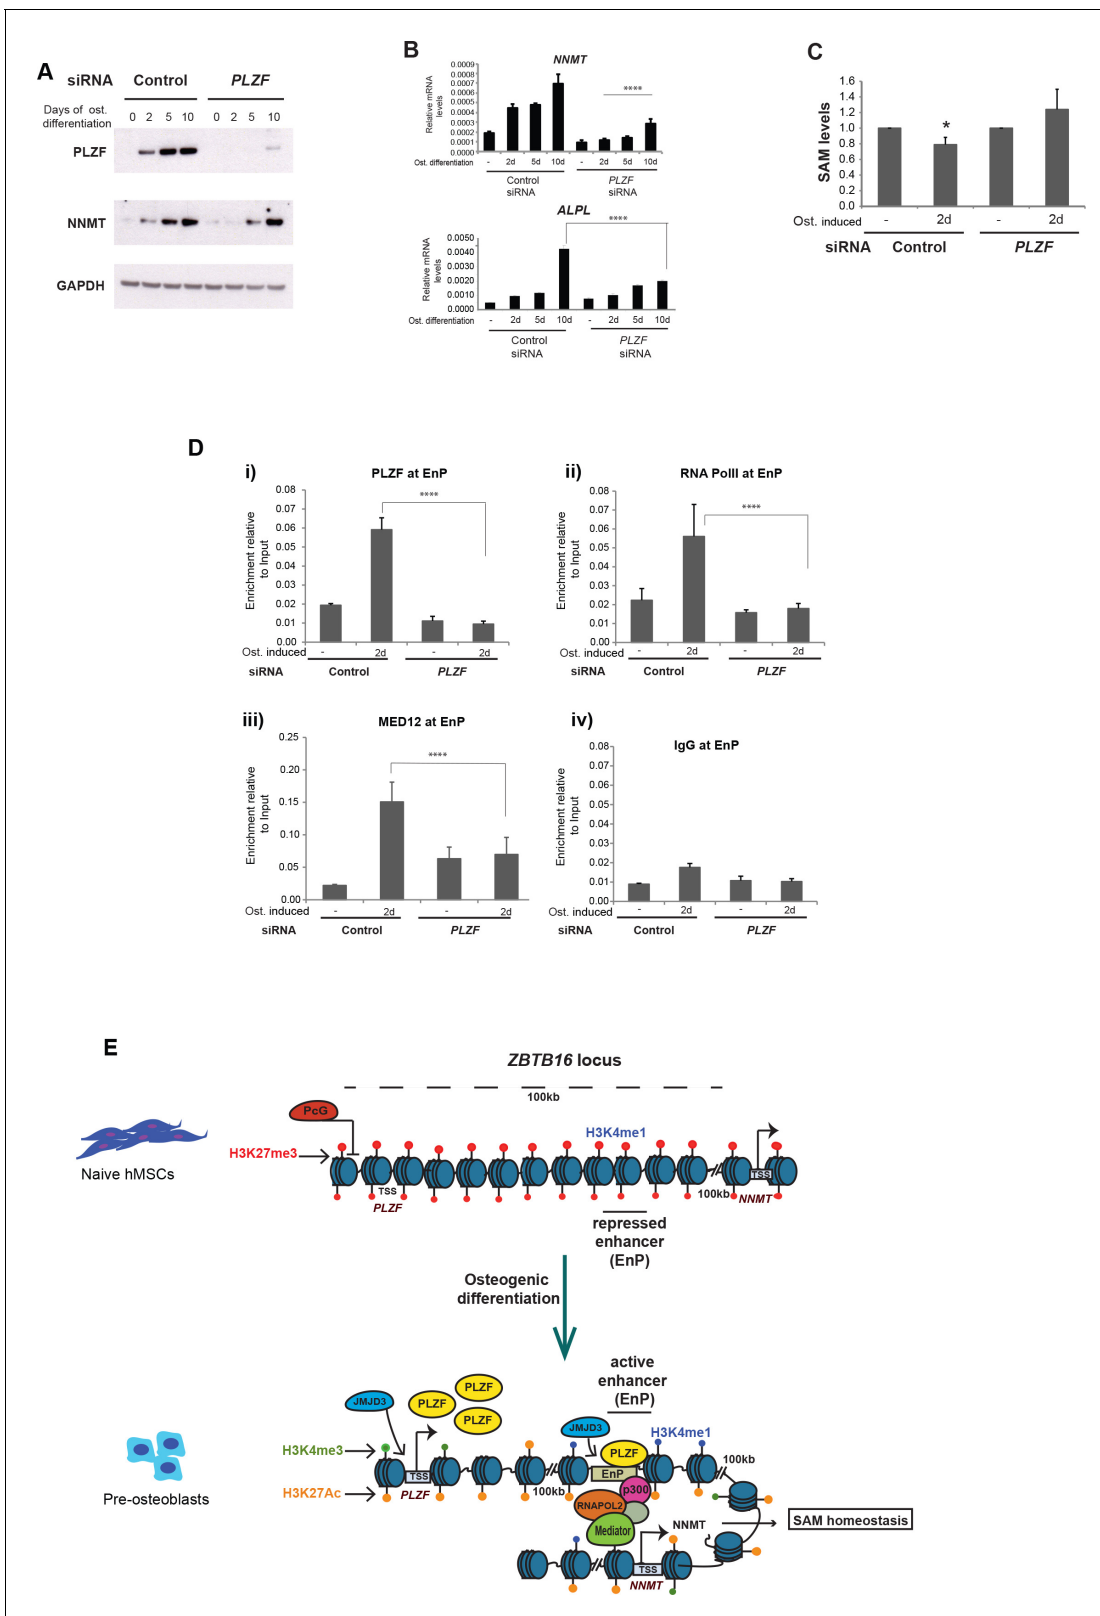 A
siRNA Control PLZF
Days of ost. differentiation 0 2 5 10 0 2 5 10
PLZF
NNMT
GAPDH
B
NNMT
Relative mRNA levels
0.0009
0.0008
0.0007
0.0006
0.0005
0.0004
0.0003
0.0002
0.0001
0.0000
****
Ost. differentiation - 2d 5d 10d - 2d 5d 10d
Control siRNA PLZF siRNA
ALPL
Relative mRNA levels
0.0050
0.0040
0.0030
0.0020
0.0010
0.0000
****
Ost. differentiation - 2d 5d 10d - 2d 5d 10d
Control siRNA PLZF siRNA
C
SAM levels
1.6
1.4
1.2
1.0
0.8
0.6
0.4
0.2
0.0
*
Ost. induced - 2d - 2d
siRNA Control PLZF
D
i)
PLZF at EnP
Enrichment relative to Input
0.08
0.07
0.06
0.05
0.04
0.03
0.02
0.01
0.00
****
Ost. induced - 2d - 2d
siRNA Control PLZF
ii)
RNA PolII at EnP
Enrichment relative to Input
0.08
0.07
0.06
0.05
0.04
0.03
0.02
0.01
0.00
****
Ost. induced - 2d - 2d
siRNA Control PLZF
iii)
MED12 at EnP
Enrichment relative to Input
0.25
0.20
0.15
0.10
0.05
0.00
****
Ost. induced - 2d - 2d
siRNA Control PLZF
iv)
IgG at EnP
Enrichment relative to Input
0.08
0.07
0.06
0.05
0.04
0.03
0.02
0.01
0.00
Ost. induced - 2d - 2d
siRNA Control PLZF
E
ZBTB16 locus
100kb
PcG
H3K27me3
H3K4me1
Naive hMSCs
TSS
PLZF
100kb
TSS
NNMT
repressed
enhancer
(EnP)
Osteogenic
differentiation
active
enhancer
(EnP)
JMJD3
PLZF
PLZF
PLZF
JMJD3
PLZF
H3K4me1
H3K4me3
TSS
PLZF
EnP
100kb
100kb
H3K27Ac
Pre-osteoblasts
p300
RNAPOL2
Mediator
NNMT
SAM homeostasis
TSS
NNMT